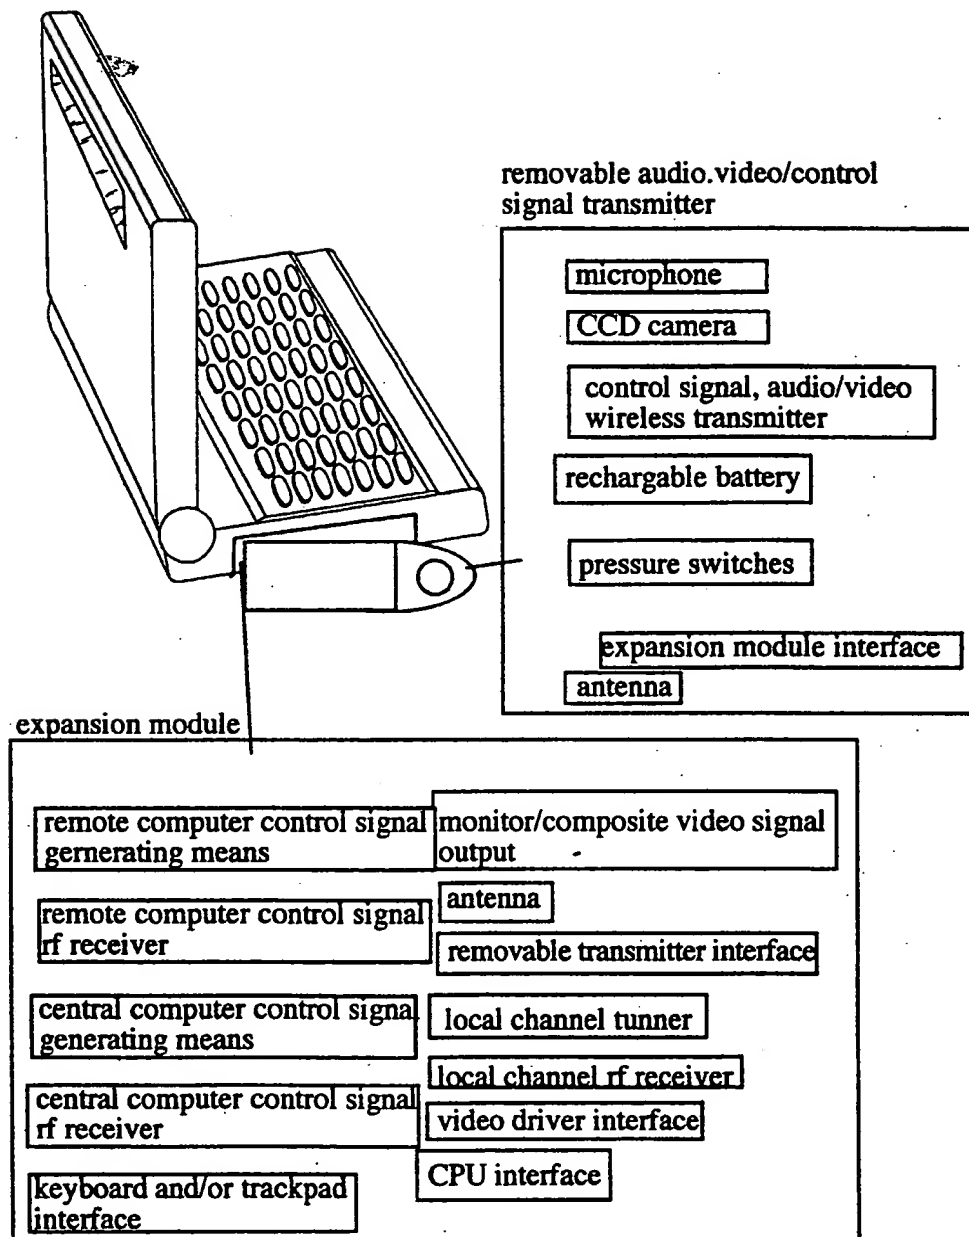 removable audio.video/control
signal transmitter
microphone
CCD camera
control signal, audio/video
wireless transmitter
rechargable battery
pressure switches
expansion module interface
antenna
expansion module
remote computer control signal
gernerating means
remote computer control signal
rf receiver
central computer control signal
generating means
central computer control signal
rf receiver
keyboard and/or trackpad
interface
monitor/composite video signal
output
antenna
removable transmitter interface
local channel tunner
local channel rf receiver
video driver interface
CPU interface